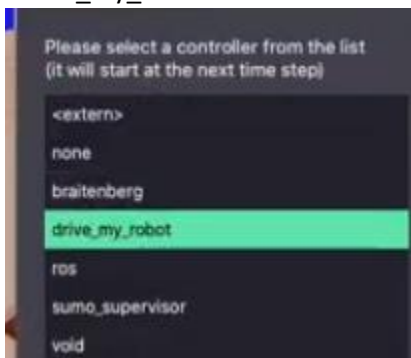 Please select a controller from the list
(it will start at the next time step)
<extern>
none
braitenberg
drive_my_robot
ros
sumo_supervisor
void